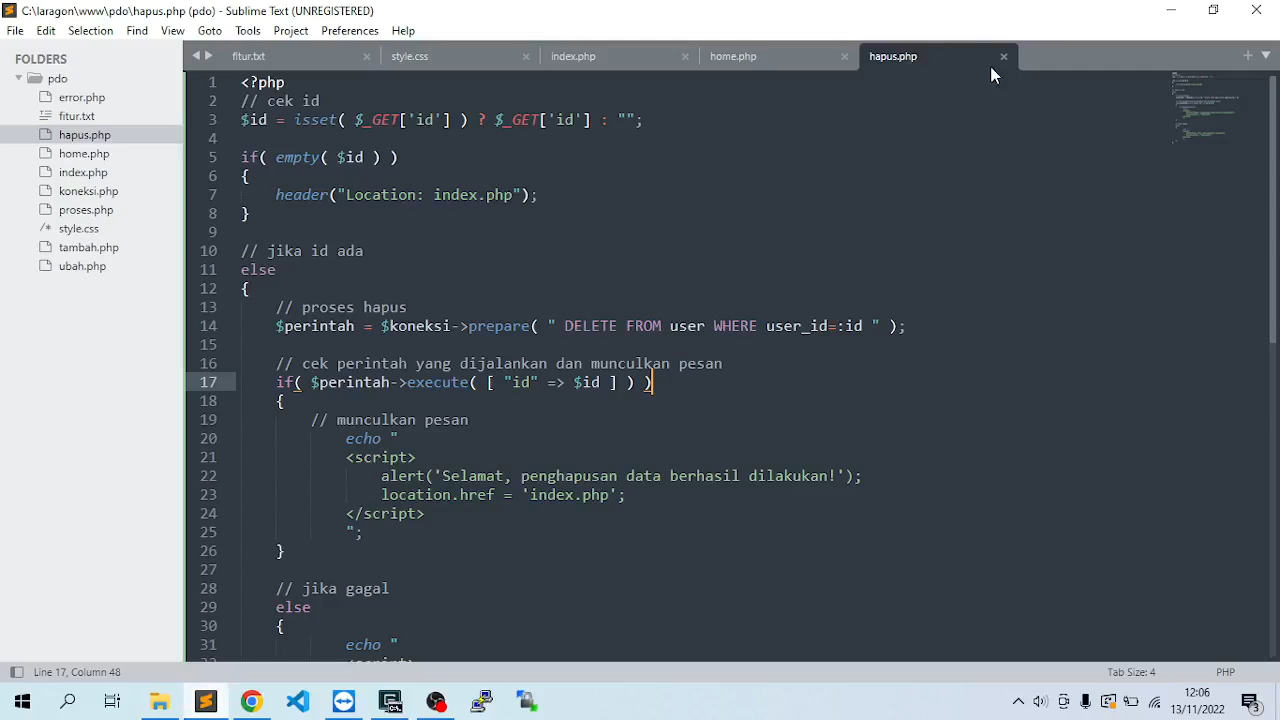 C:\laragon\www\pdo\hapus.php (pdo) - Sublime Text (UNREGISTERED)
File Edit Selection Find View Goto Tools Project Preferences Help
FOLDERS
pdo
error.php
fitur.txt
hapus.php
home.php
index.php
koneksi.php
proses.php
style.css
tambah.php
ubah.php
fitur.txt style.css index.php home.php hapus.php
1 <?php
2 // cek id
3 $id = isset( $_GET['id'] ) ? $_GET['id'] : "";
4
5 if( empty( $id ) )
6 {
7 header("Location: index.php");
8 }
9
10 // jika id ada
11 else
12 {
13 // proses hapus
14 $perintah = $koneksi->prepare( " DELETE FROM user WHERE user_id=:id " );
15
16 // cek perintah yang dijalankan dan munculkan pesan
17 if( $perintah->execute( [ "id" => $id ] ) )
18 {
19 // munculkan pesan
20 echo "
21 <script>
22 alert('Selamat, penghapusan data berhasil dilakukan!');
23 location.href = 'index.php';
24 </script>
25 ";
26 }
27
28 // jika gagal
29 else
30 {
31 echo "
<script>
Line 17, Column 48 Tab Size: 4 PHP
12:06
13/11/2022
3